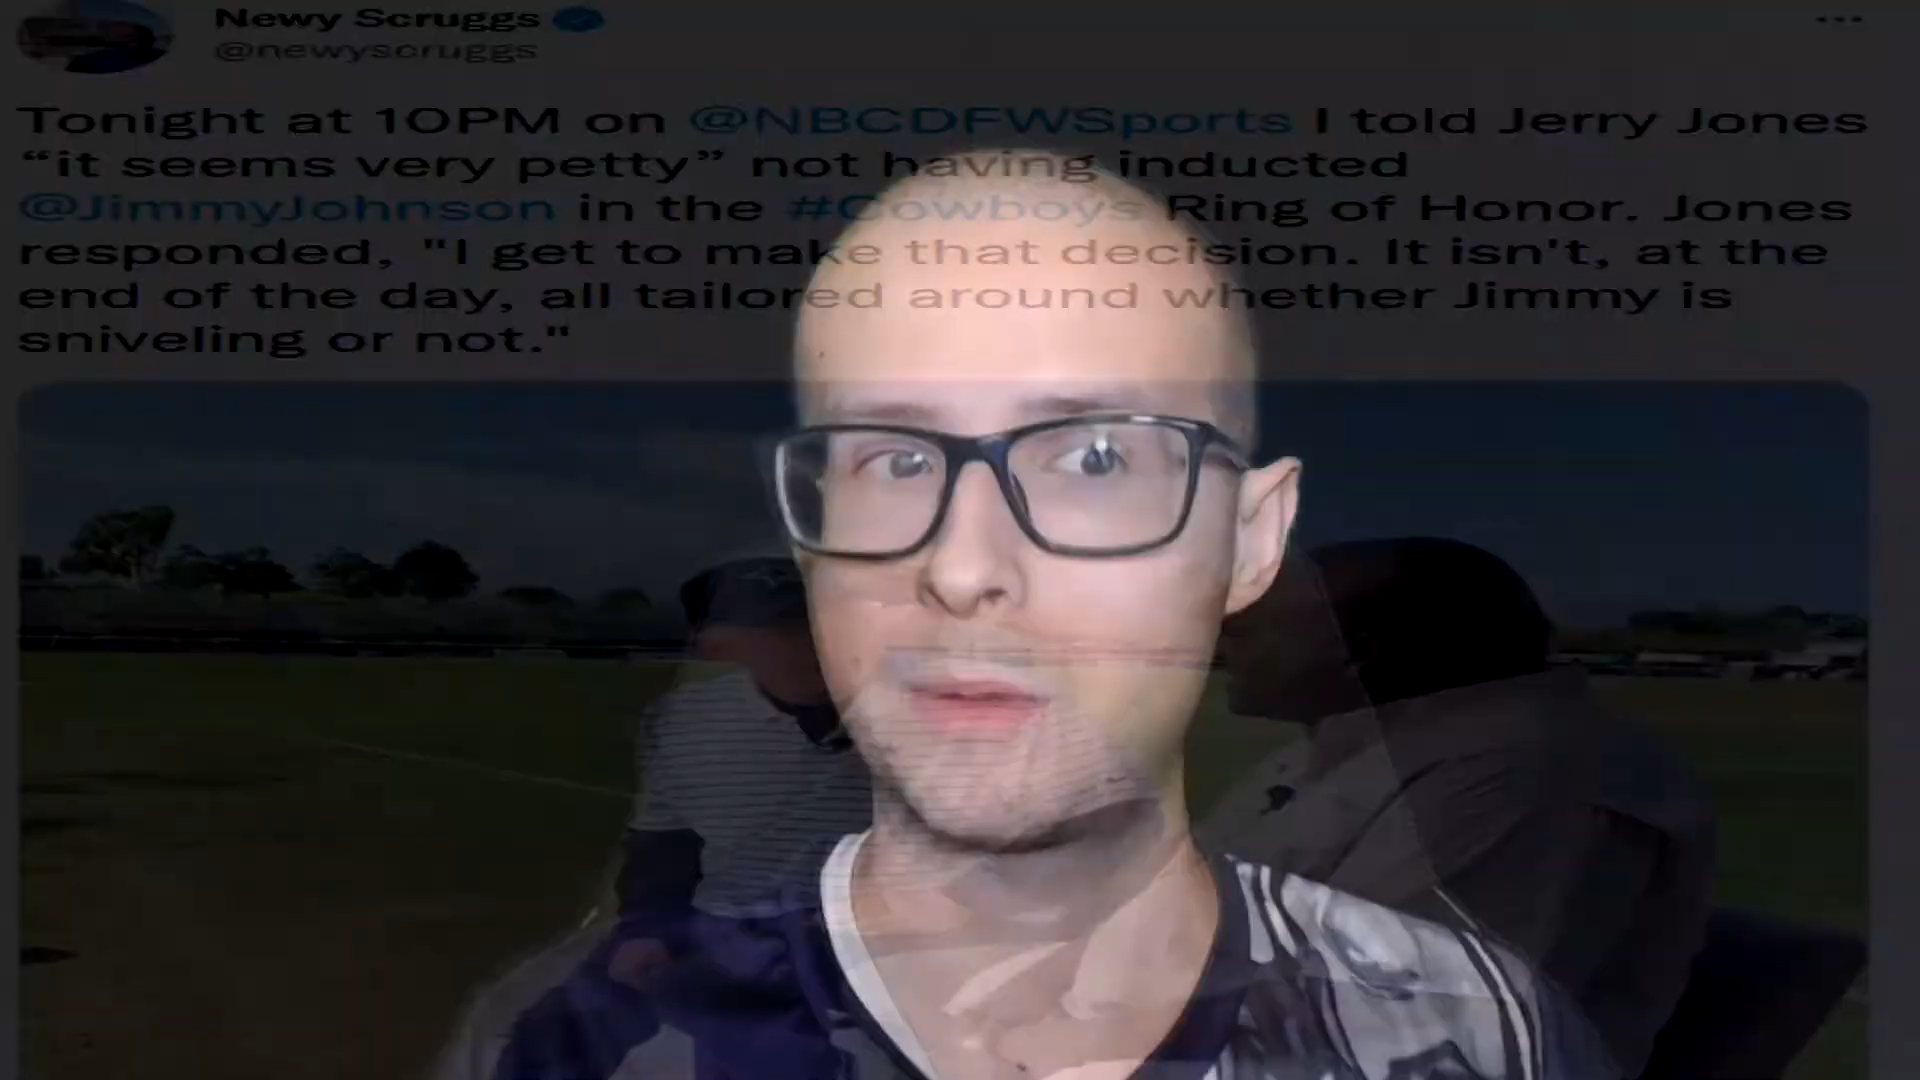 Newy Scruggs
@newyscruggs
Tonight at 10PM on @NBCDFWSports I told Jerry Jones
“it seems very petty” not having inducted
@JimmyJohnson in the #Cowboys Ring of Honor. Jones
responded, "I get to make that decision. It isn't, at the
end of the day, all tailored around whether Jimmy is
sniveling or not."